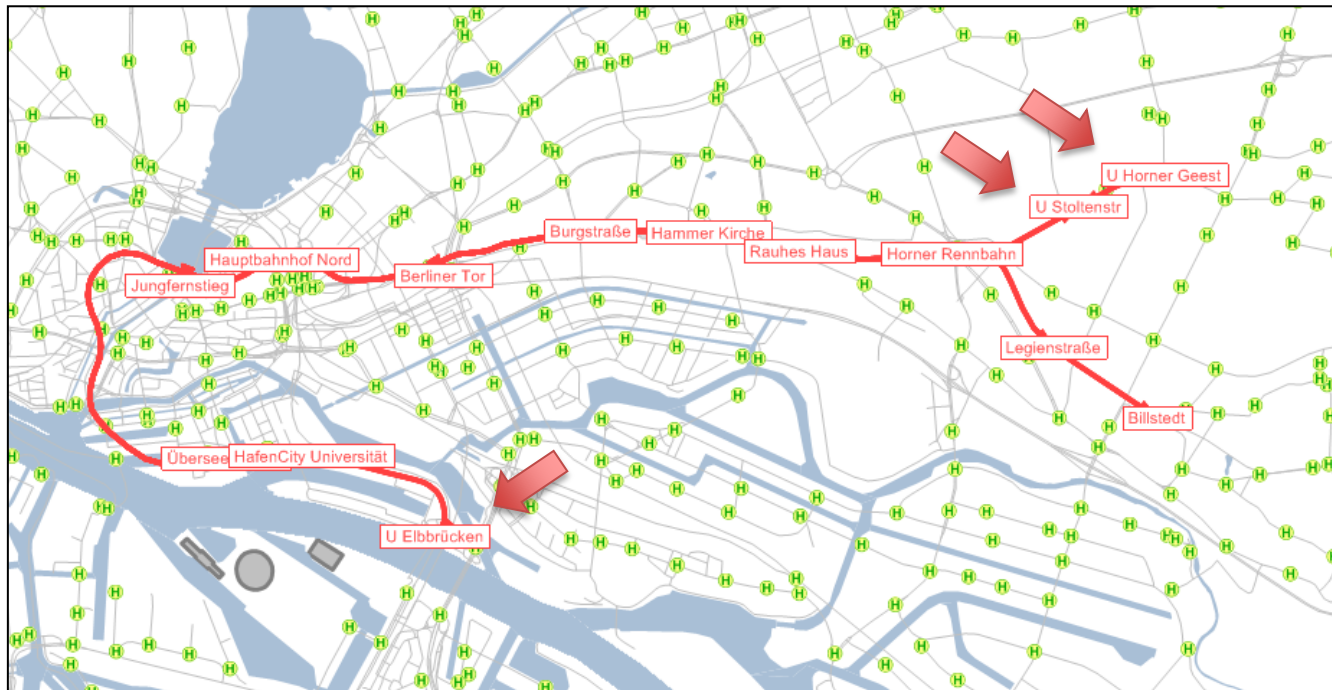 U Horner Geest
U Stoltenstr
Burgstraße
Hammer Kirche
Rauhes Haus
Horner Rennbahn
Hauptbahnhof Nord
Jungfernstieg
Berliner Tor
Legienstraße
Billstedt
Übersee
HafenCity Universität
U Elbbrücken